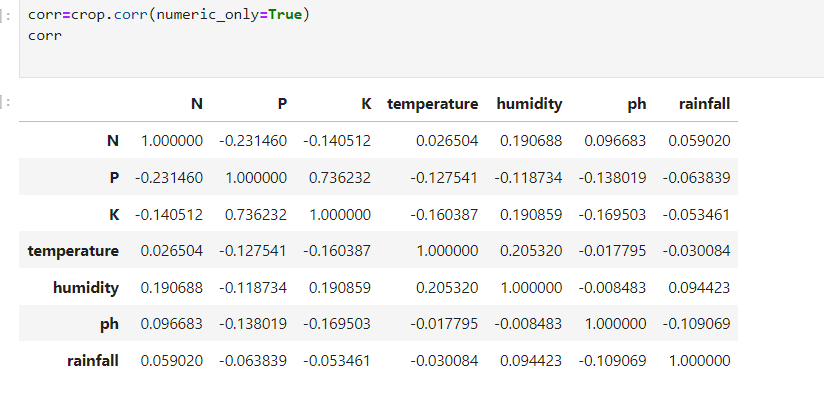 ]: corr=crop.corr(numeric_only=True)
corr
]:
N P K temperature humidity ph rainfall
N 1.000000 -0.231460 -0.140512 0.026504 0.190688 0.096683 0.059020
P -0.231460 1.000000 0.736232 -0.127541 -0.118734 -0.138019 -0.063839
K -0.140512 0.736232 1.000000 -0.160387 0.190859 -0.169503 -0.053461
temperature 0.026504 -0.127541 -0.160387 1.000000 0.205320 -0.017795 -0.030084
humidity 0.190688 -0.118734 0.190859 0.205320 1.000000 -0.008483 0.094423
ph 0.096683 -0.138019 -0.169503 -0.017795 -0.008483 1.000000 -0.109069
rainfall 0.059020 -0.063839 -0.053461 -0.030084 0.094423 -0.109069 1.000000